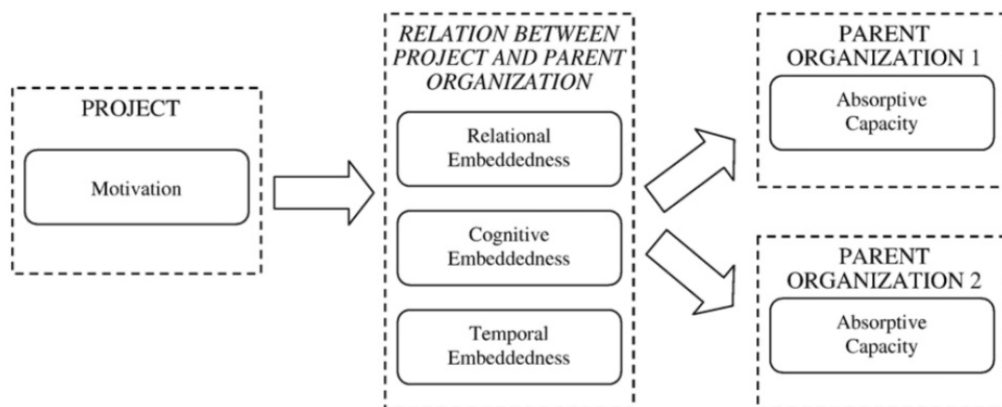 PROJECT
Motivation
RELATION BETWEEN
PROJECT AND PARENT
ORGANIZATION
Relational
Embeddedness
Cognitive
Embeddedness
Temporal
Embeddedness
PARENT
ORGANIZATION 1
Absorptive
Capacity
PARENT
ORGANIZATION 2
Absorptive
Capacity